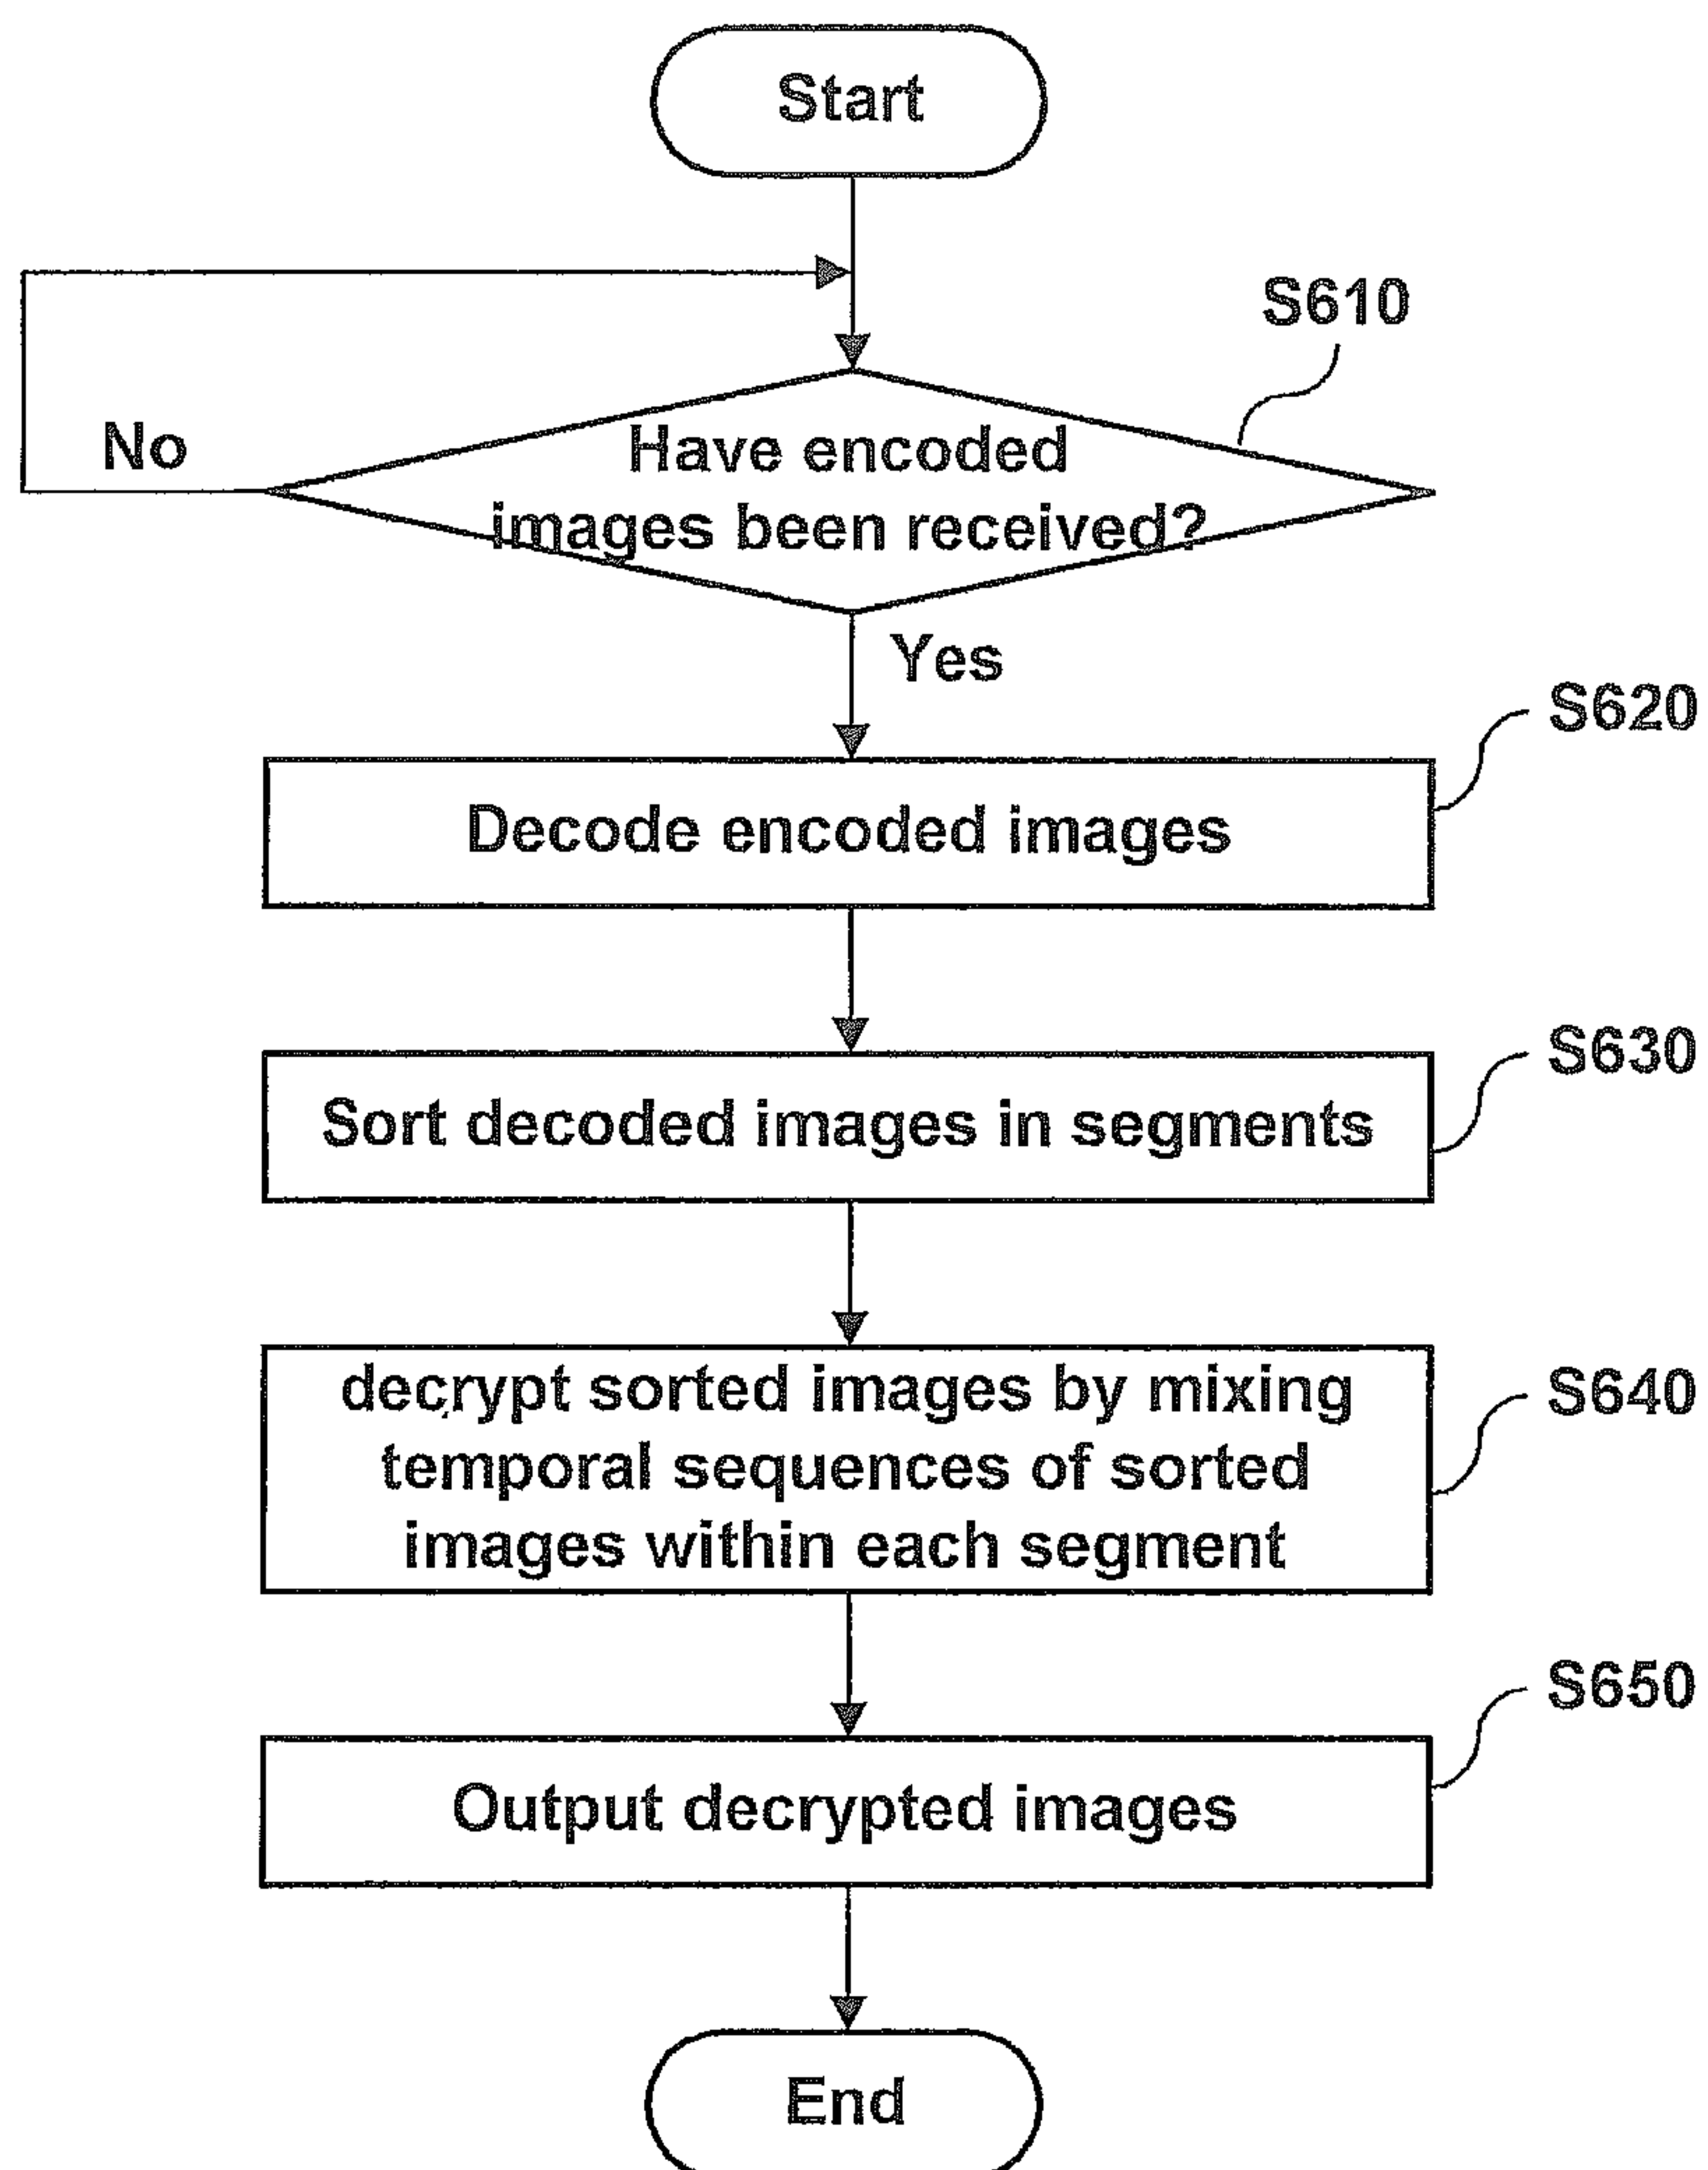 Start
S610
No
Have encoded
images been received?
Yes
S620
Decode encoded images
S630
Sort decoded images in segments
S640
decrypt sorted images by mixing
temporal sequences of sorted
images within each segment
S650
Output decrypted images
End